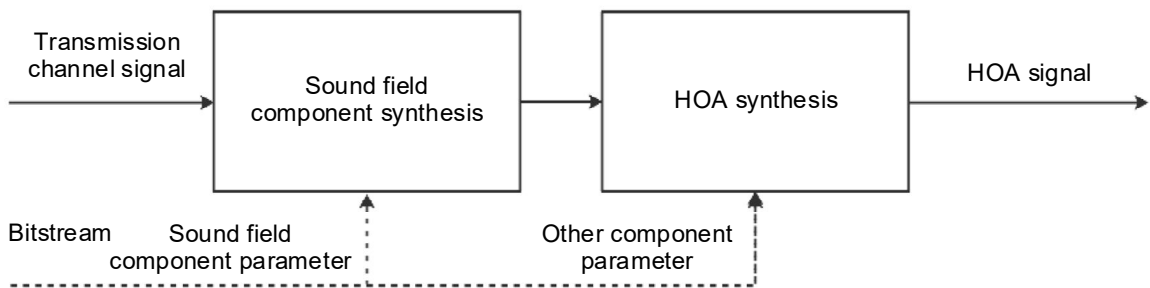 Transmission
channel signal
Sound field
component synthesis
HOA synthesis
HOA signal
Bitstream
Sound field
component parameter
Other component
parameter